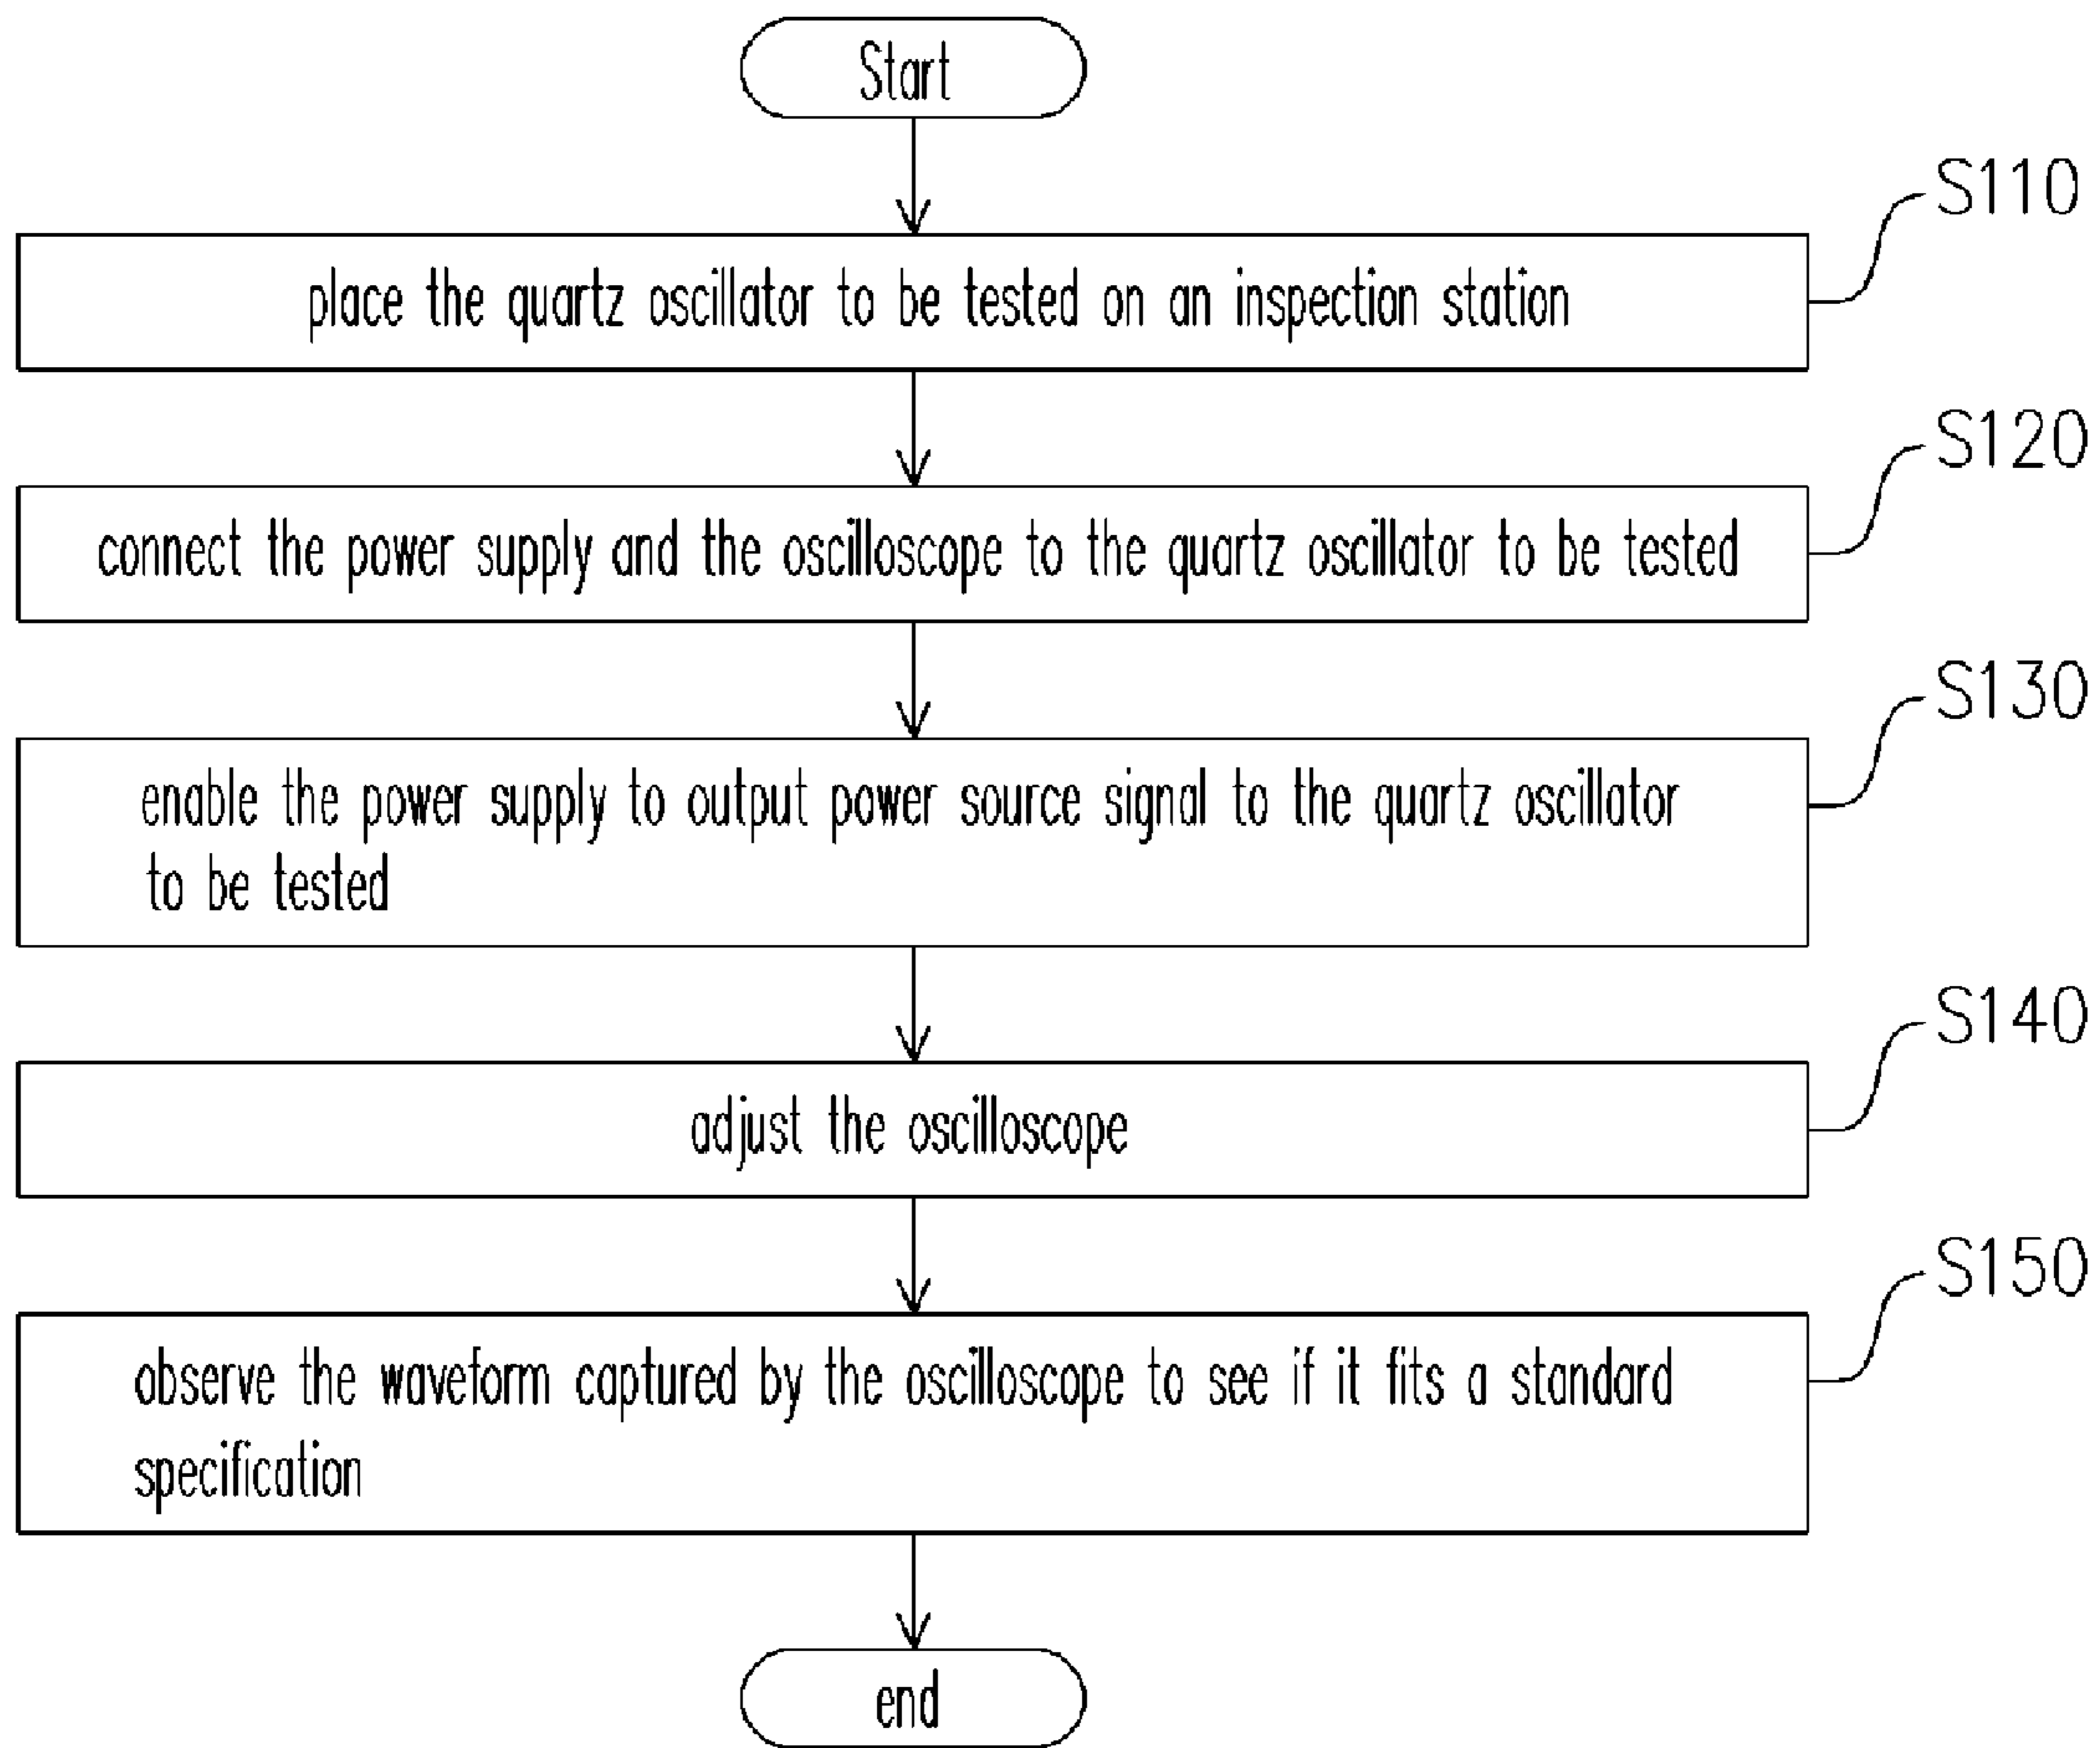 Start
S110
place the quartz oscillator to be tested on an inspection station
S120
connect the power supply and the oscilloscope to the quartz oscillator to be tested
S130
enable the power supply to output power source signal to the quartz oscillator
to be tested
S140
adjust the oscilloscope
S150
observe the waveform captured by the oscilloscope to see if it fits a standard
specification
end